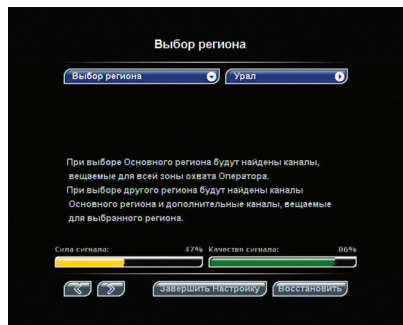 Выбор региона
Выбор региона Урал
При выборе Основного региона будут найдены каналы,
вещаемые для всей зоны охвата Оператора.
При выборе другого региона будут найдены каналы
Основного региона и дополнительные каналы, вещаемые
для выбранного региона.
Сила сигнала: 47% Качество сигнала: 86%
Завершить Настройку Восстановить